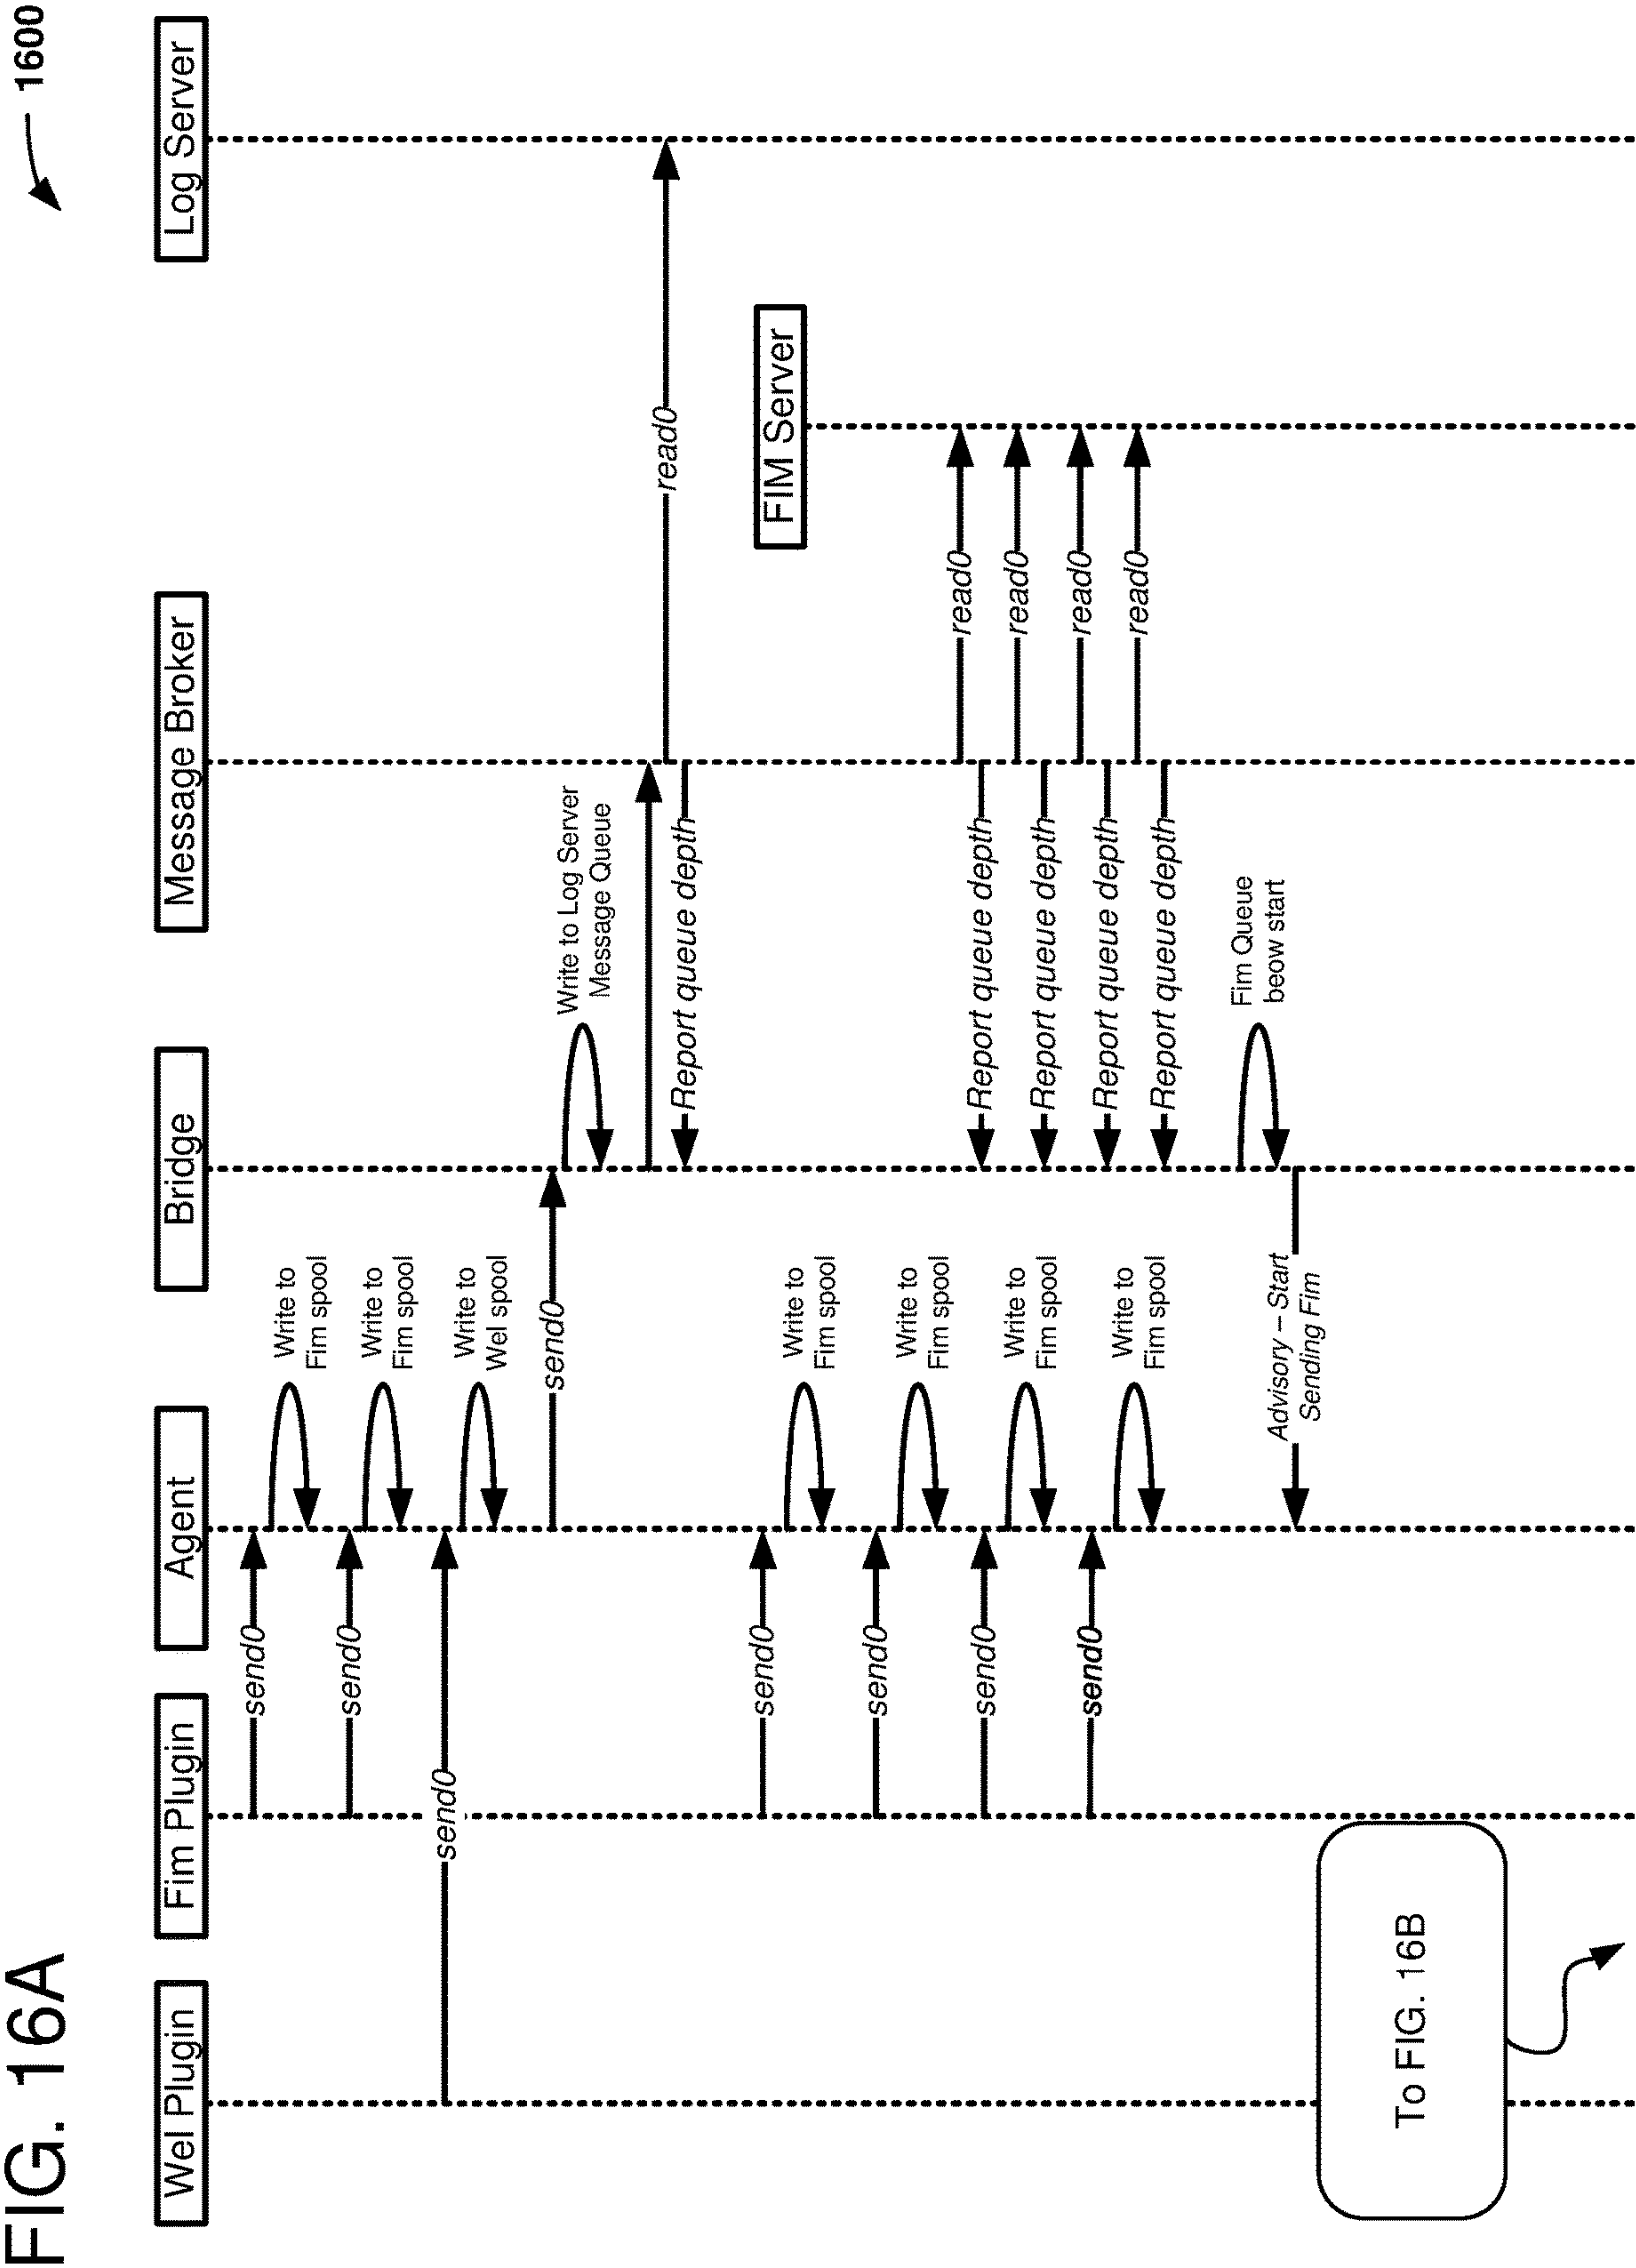 FIG. 16A
1600
Wel Plugin
Fim Plugin
Agent
Bridge
Message Broker
Log Server
send0
Write to
Fim spool
send0
Write to
Fim spool
send0
Write to
Wel spool
send0
Write to Log Server
Message Queue
read0
Report queue depth
FIM Server
send0
Write to
Fim spool
send0
Write to
Fim spool
send0
Write to
Fim spool
send0
Write to
Fim spool
read0
Report queue depth
read0
Report queue depth
read0
Report queue depth
read0
Report queue depth
Fim Queue
beow start
Advisory – Start
Sending Fim
To FIG. 16B